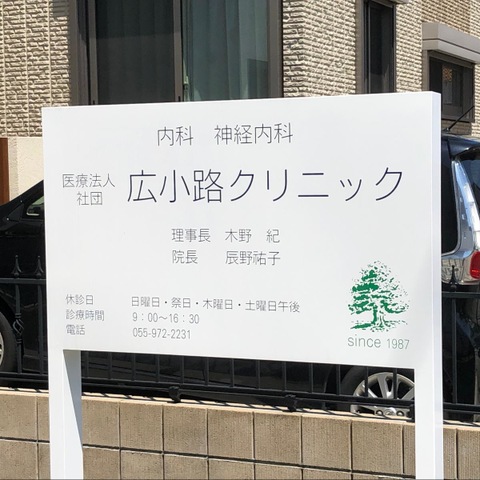 内科 神経内科
医療法人
社団
広小路クリニック
理事長 木野 紀
院長 辰野祐子
休診日 日曜日・祭日・木曜日・土曜日午後
診療時間 9：00〜16：30
電話 055-972-2231
since 1987